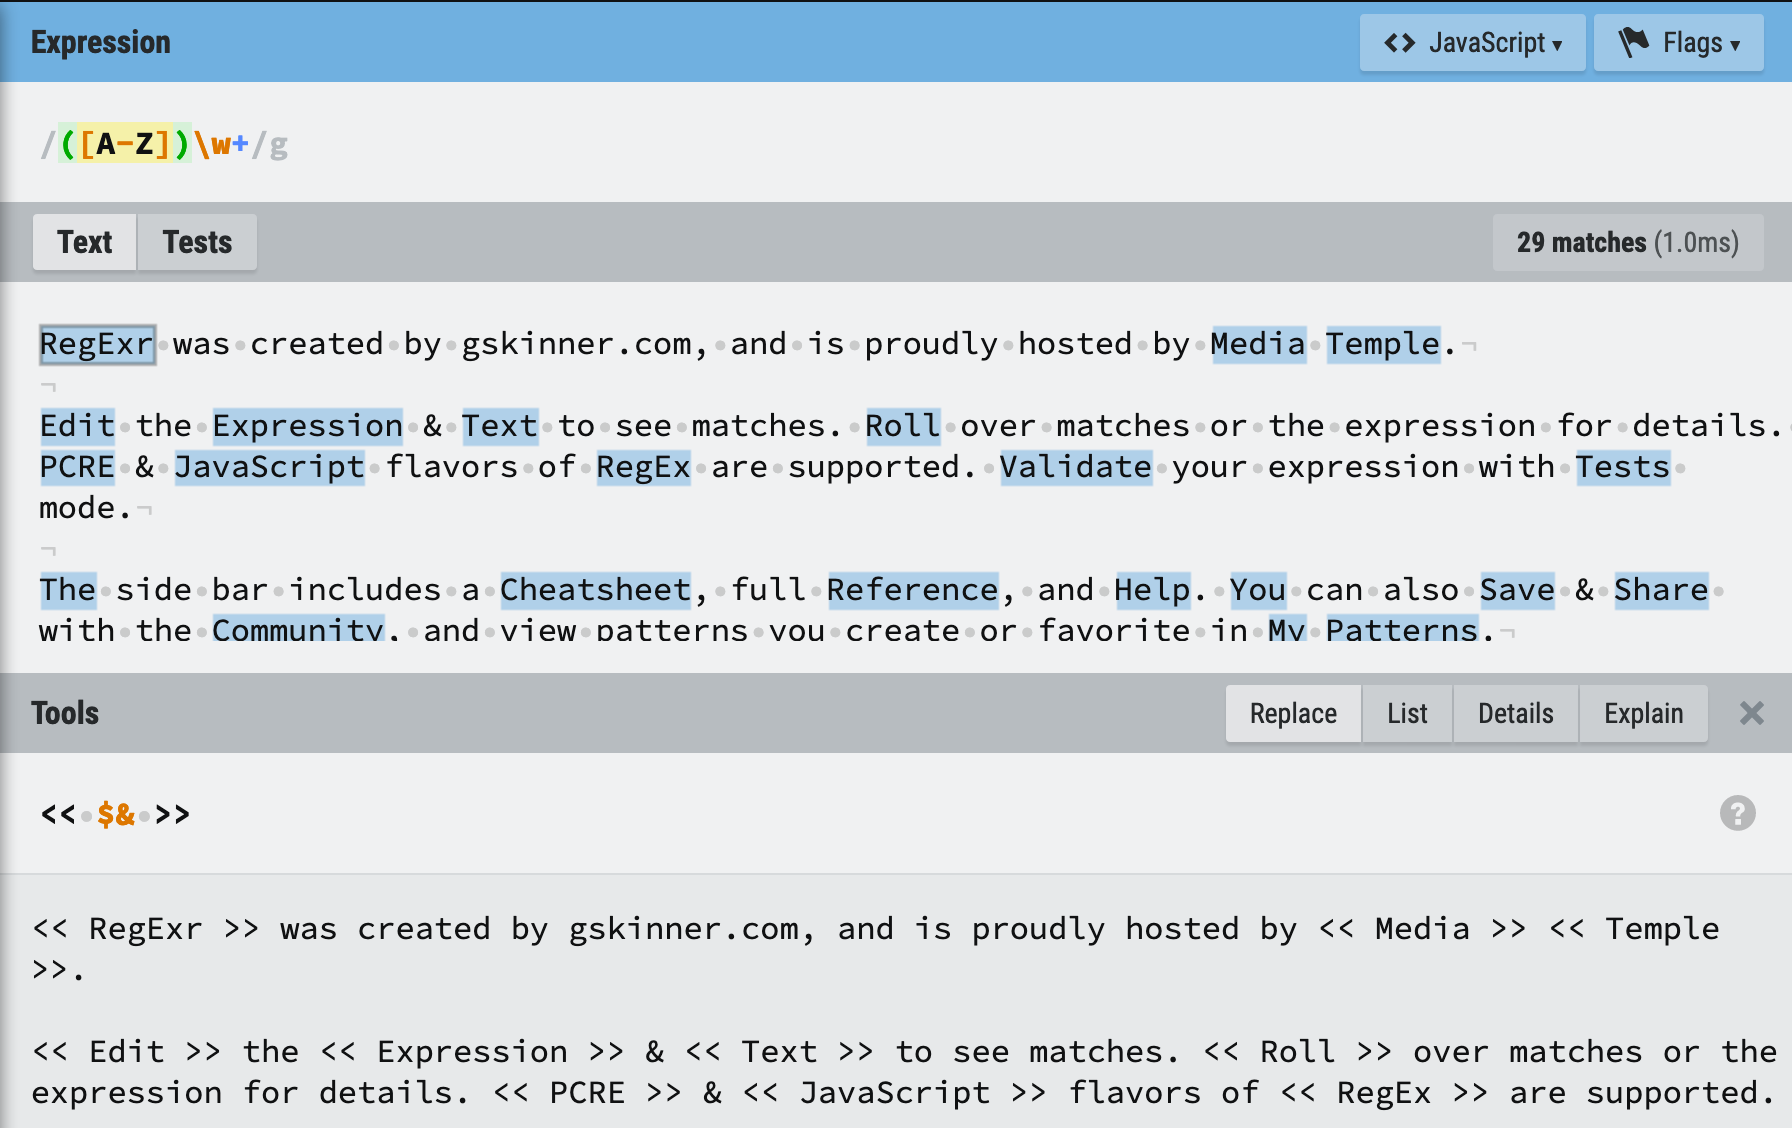 Expression
<> JavaScript ▾
Flags ▾
/([A-Z])\w+/g
Text
Tests
29 matches (1.0ms)
RegExr was created by gskinner.com, and is proudly hosted by Media Temple.¬
¬
Edit the Expression & Text to see matches. Roll over matches or the expression for details.
PCRE & JavaScript flavors of RegEx are supported. Validate your expression with Tests
mode.¬
¬
The side bar includes a Cheatsheet, full Reference, and Help. You can also Save & Share
with the Community, and view patterns you create or favorite in My Patterns.¬
Tools
Replace
List
Details
Explain
<< $& >>
?
<< RegExr >> was created by gskinner.com, and is proudly hosted by << Media >> << Temple
>>.
<< Edit >> the << Expression >> & << Text >> to see matches. << Roll >> over matches or the
expression for details. << PCRE >> & << JavaScript >> flavors of << RegEx >> are supported.